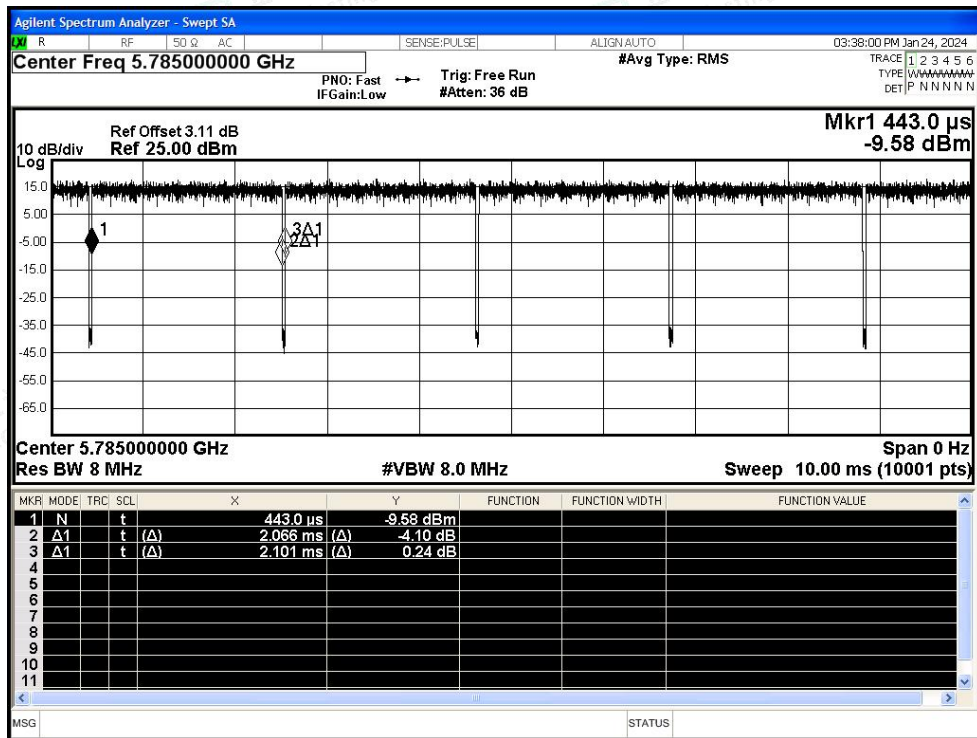 Agilent Spectrum Analyzer - Swept SA
LXI R RF 50 Ω AC SENSE:PULSE ALIGN AUTO 03:38:00 PM Jan 24, 2024
Center Freq 5.785000000 GHz #Avg Type: RMS TRACE 1 2 3 4 5 6
PNO: Fast Trig: Free Run TYPE WWWWWW
IFGain:Low #Atten: 36 dB DET P N N N N N
Mkr1 443.0 µs
Ref Offset 3.11 dB
10 dB/div Ref 25.00 dBm -9.58 dBm
Log
15.0
5.00
1 3Δ1
-5.00 2Δ1
-15.0
-25.0
-35.0
-45.0
-55.0
-65.0
Center 5.785000000 GHz Span 0 Hz
Res BW 8 MHz #VBW 8.0 MHz Sweep 10.00 ms (10001 pts)
MKR MODE TRC SCL X Y FUNCTION FUNCTION WIDTH FUNCTION VALUE
1 N t 443.0 µs -9.58 dBm
2 Δ1 t (Δ) 2.066 ms (Δ) -4.10 dB
3 Δ1 t (Δ) 2.101 ms (Δ) 0.24 dB
4
5
6
7
8
9
10
11
MSG STATUS